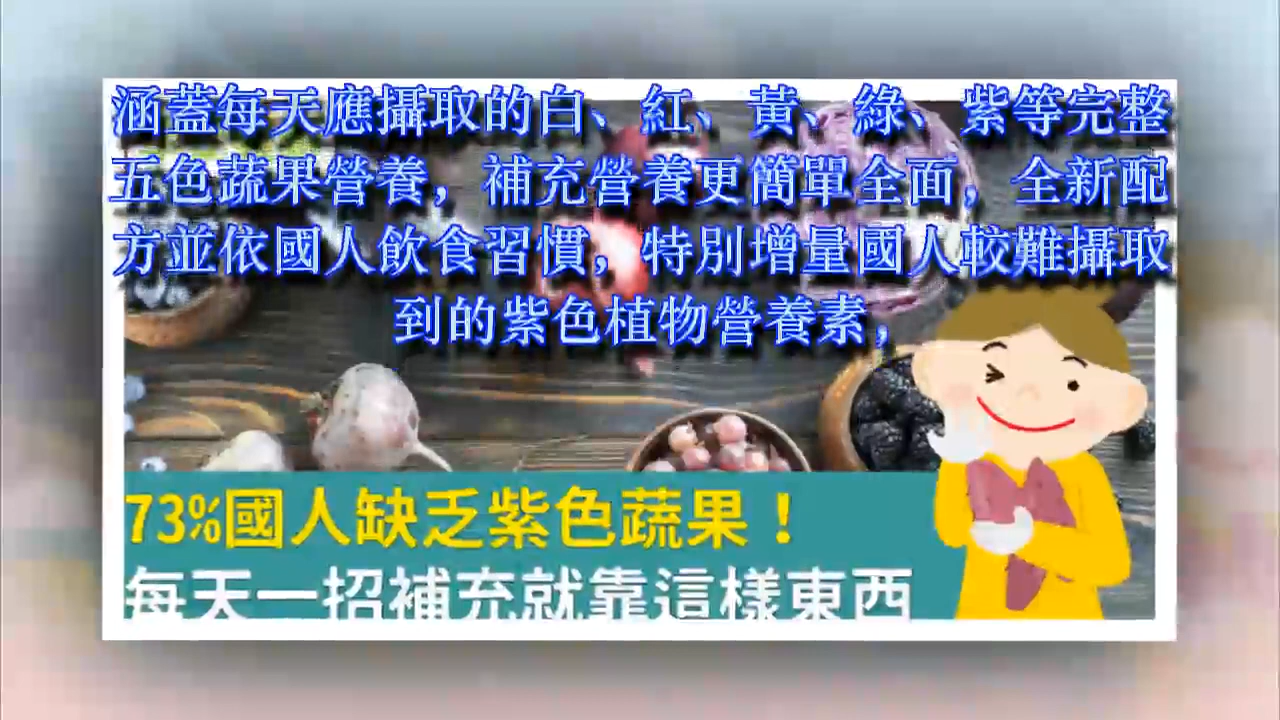 涵蓋每天應攝取的白、紅、黃、綠、紫等完整
五色蔬果營養，補充營養更簡單全面，全新配
方並依國人飲食習慣，特別增量國人較難攝取
到的紫色植物營養素，
73%國人缺乏紫色蔬果！
每天一招補充就靠這樣東西